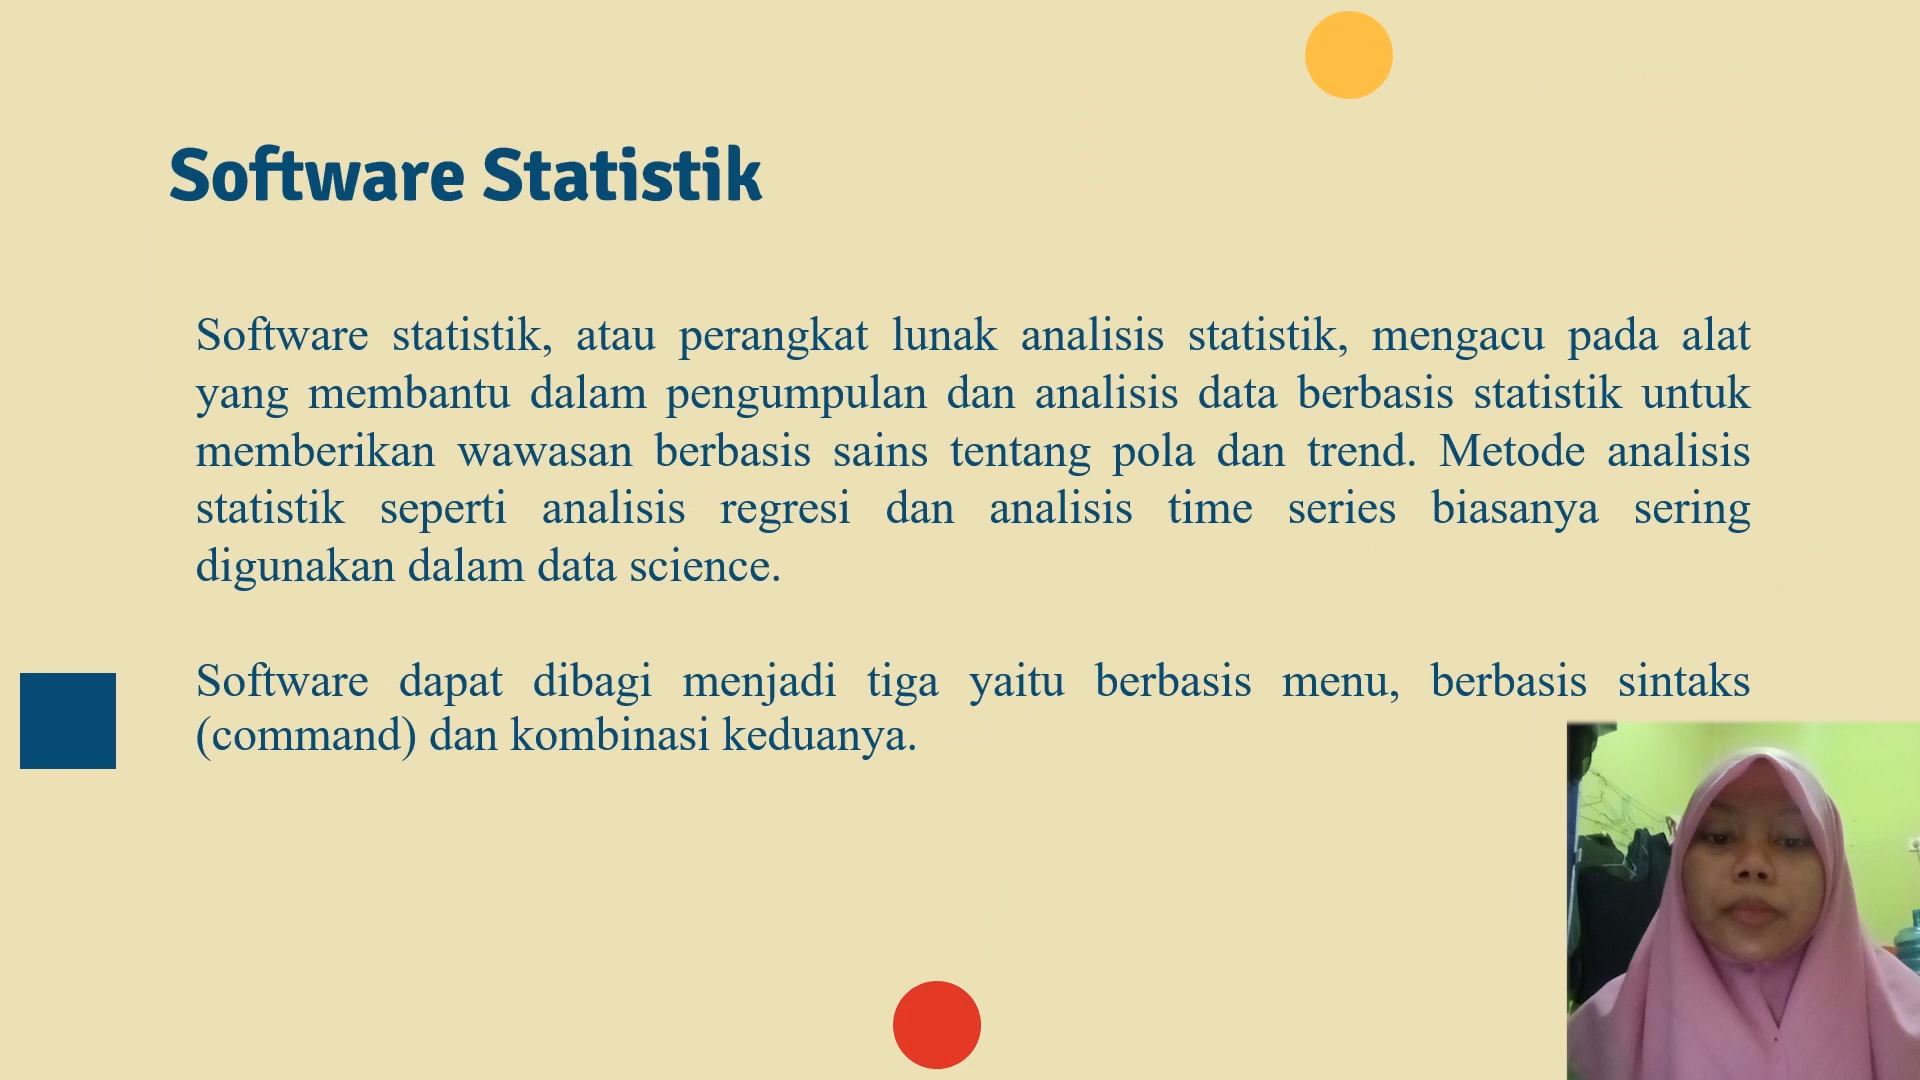 Software Statistik
Software statistik, atau perangkat lunak analisis statistik, mengacu pada alat
yang membantu dalam pengumpulan dan analisis data berbasis statistik untuk
memberikan wawasan berbasis sains tentang pola dan trend. Metode analisis
statistik seperti analisis regresi dan analisis time series biasanya sering
digunakan dalam data science.
Software dapat dibagi menjadi tiga yaitu berbasis menu, berbasis sintaks
(command) dan kombinasi keduanya.